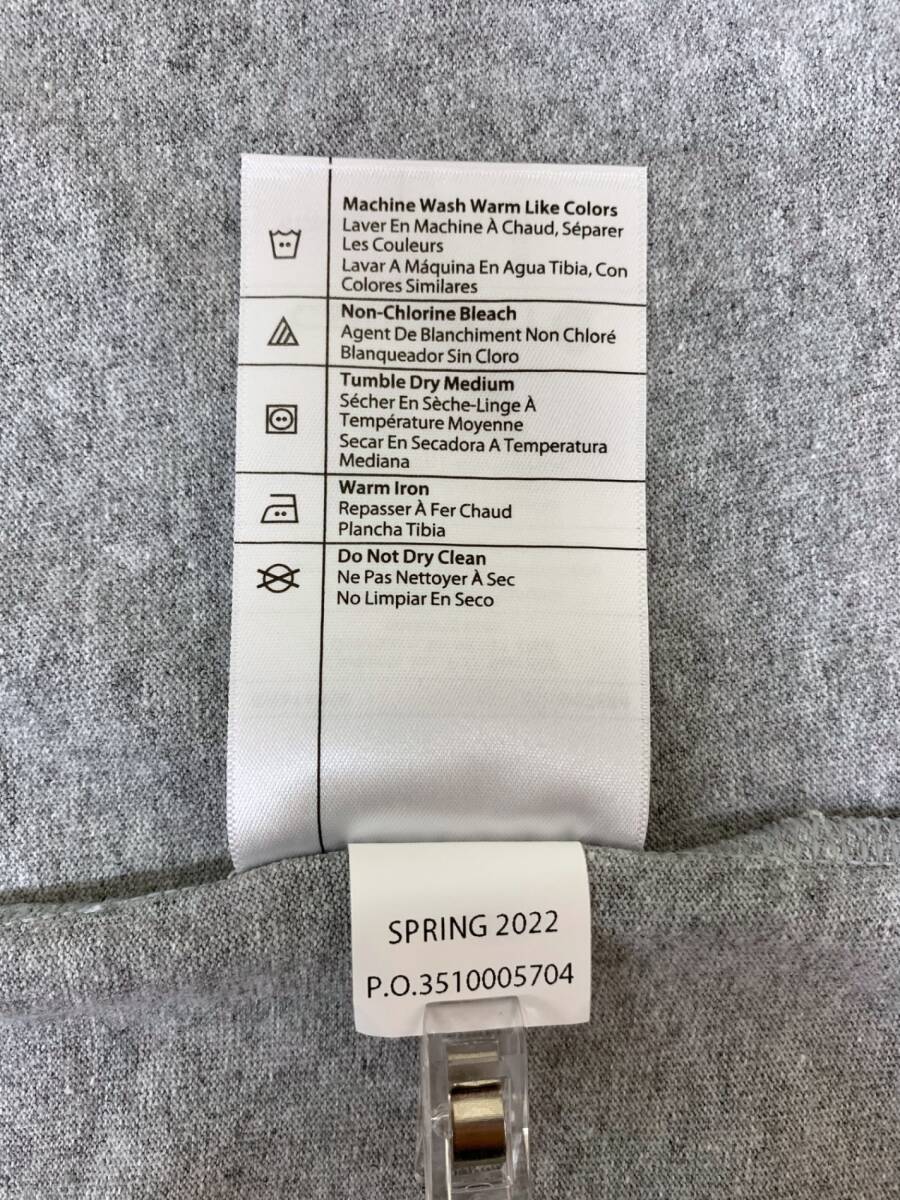 Machine Wash Warm Like Colors
Laver En Machine À Chaud, Séparer
Les Couleurs
Lavar A Máquina En Agua Tibia, Con
Colores Similares
Non-Chlorine Bleach
Agent De Blanchiment Non Chloré
Blanqueador Sin Cloro
Tumble Dry Medium
Sécher En Sèche-Linge À
Température Moyenne
Secar En Secadora A Temperatura
Mediana
Warm Iron
Repasser À Fer Chaud
Plancha Tibia
Do Not Dry Clean
Ne Pas Nettoyer À Sec
No Limpiar En Seco
SPRING 2022
P.O.3510005704